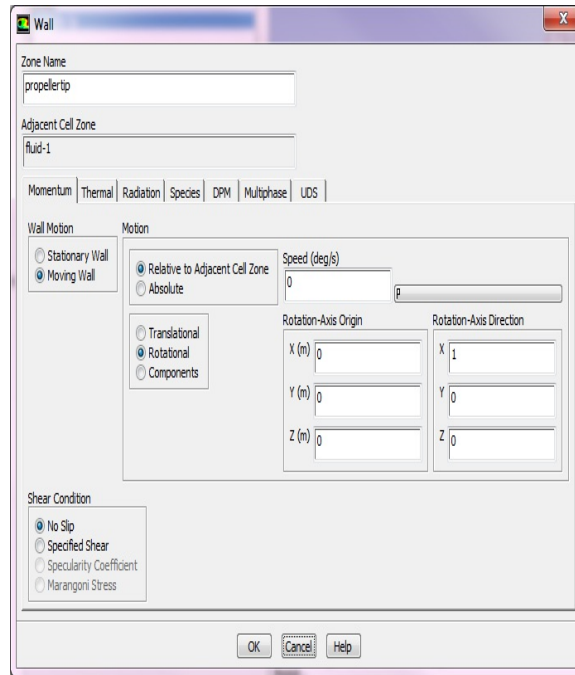 Wall
X
Zone Name
propellertip
Adjacent Cell Zone
fluid-1
Momentum Thermal Radiation Species DPM Multiphase UDS
Wall Motion Motion
Stationary Wall
Moving Wall
Relative to Adjacent Cell Zone
Absolute
Speed (deg/s)
0
P
Translational
Rotational
Components
Rotation-Axis Origin
X (m) 0
Y (m) 0
Z (m) 0
Rotation-Axis Direction
X 1
Y 0
Z 0
Shear Condition
No Slip
Specified Shear
Specularity Coefficient
Marangoni Stress
OK Cancel Help